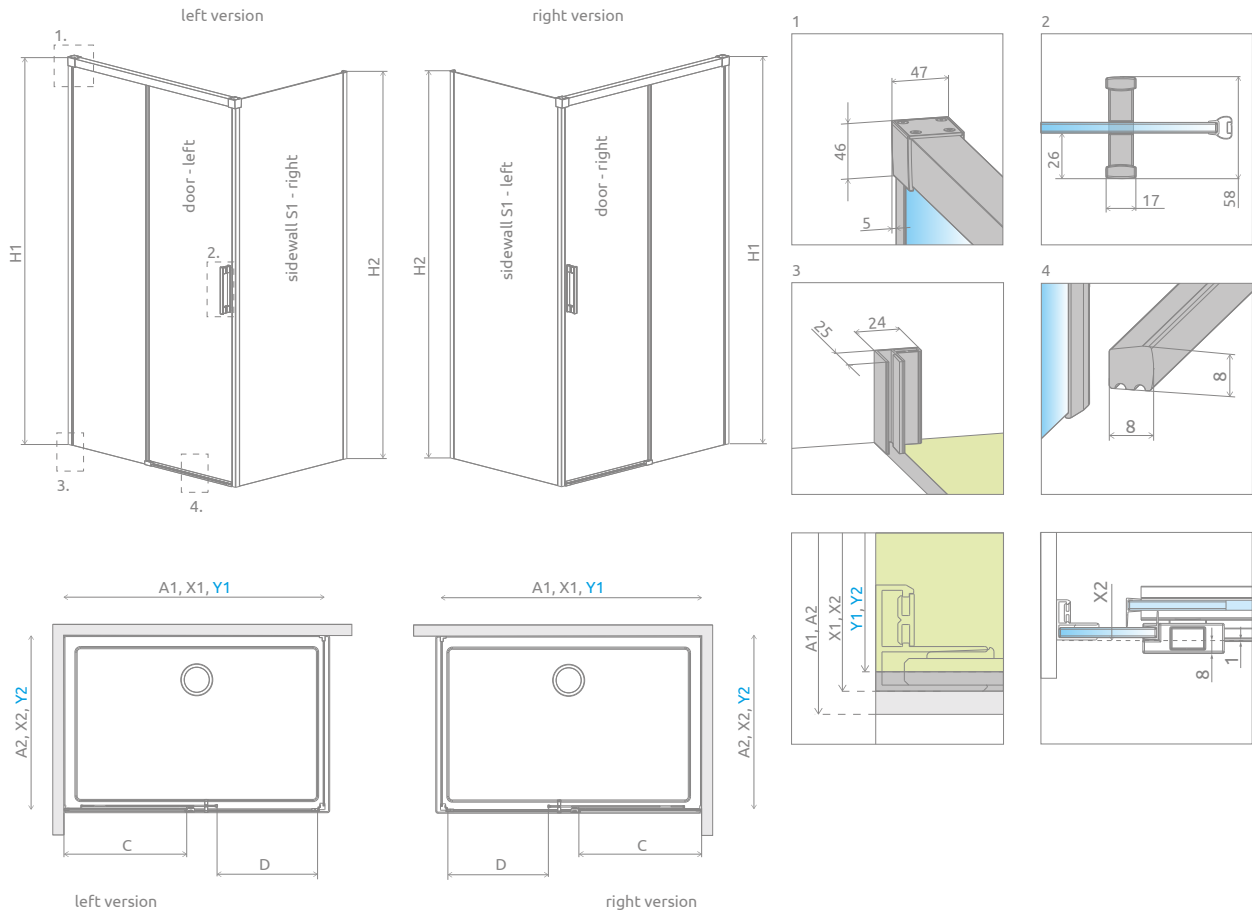 left version
right version
1.
H1
door - left
sidewall S1 - right
2.
H2
3.
4.
H2
sidewall S1 - left
door - right
H1
1
47
46
5
2
26
17
58
3
25
24
4
8
8
A1, X1, Y1
A2, X2, Y2
C
D
left version
A1, X1, Y1
A2, X2, Y2
D
C
right version
A1, A2
X1, X2
Y1, Y2
X2
8
1